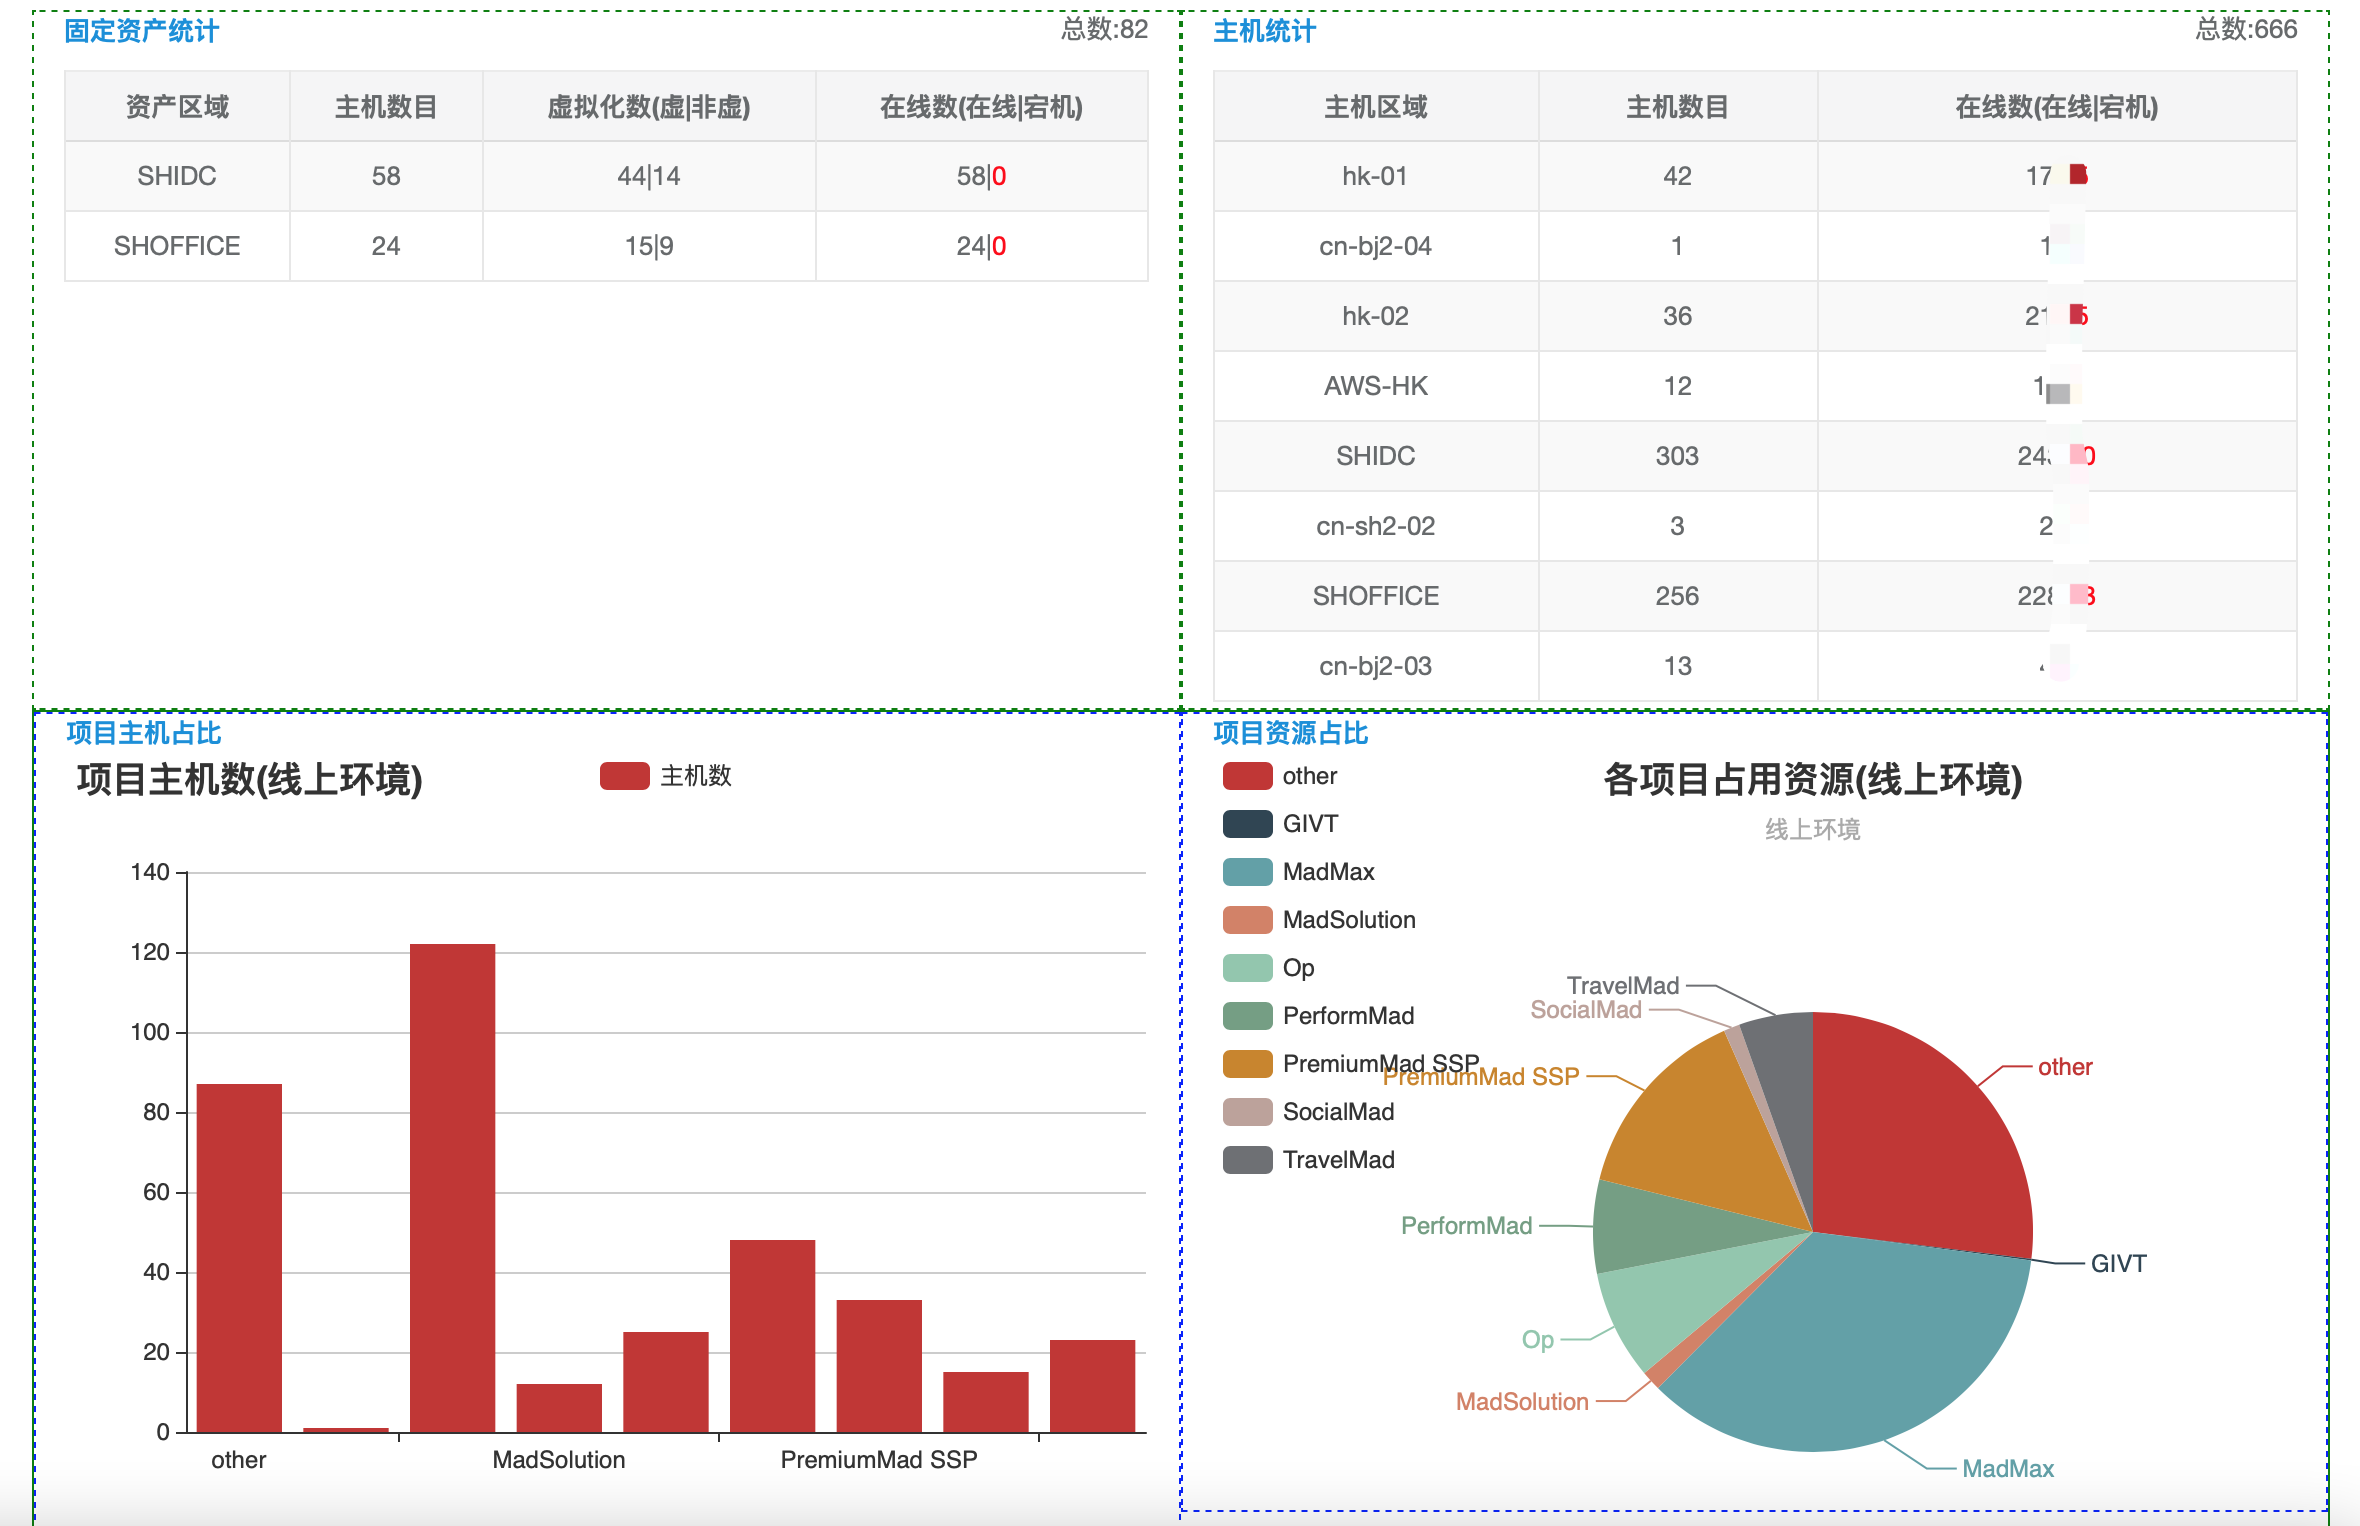 固定资产统计 总数:82
资产区域 主机数目 虚拟化数(虚|非虚) 在线数(在线|宕机)
SHIDC 58 44|14 58|0
SHOFFICE 24 15|9 24|0
主机统计 总数:666
主机区域 主机数目 在线数(在线|宕机)
hk-01 42 17
cn-bj2-04 1 1
hk-02 36 21 5
AWS-HK 12 1
SHIDC 303 24 0
cn-sh2-02 3 2
SHOFFICE 256 22
cn-bj2-03 13
项目主机占比
项目主机数(线上环境)
主机数
140
120
100
80
60
40
20
0
other MadSolution PremiumMad SSP
项目资源占比
各项目占用资源(线上环境)
线上环境
other
GIVT
MadMax
MadSolution
Op
PerformMad
PremiumMad SSP
SocialMad
TravelMad
TravelMad
SocialMad
PremiumMad SSP
other
PerformMad
GIVT
Op
MadSolution
MadMax